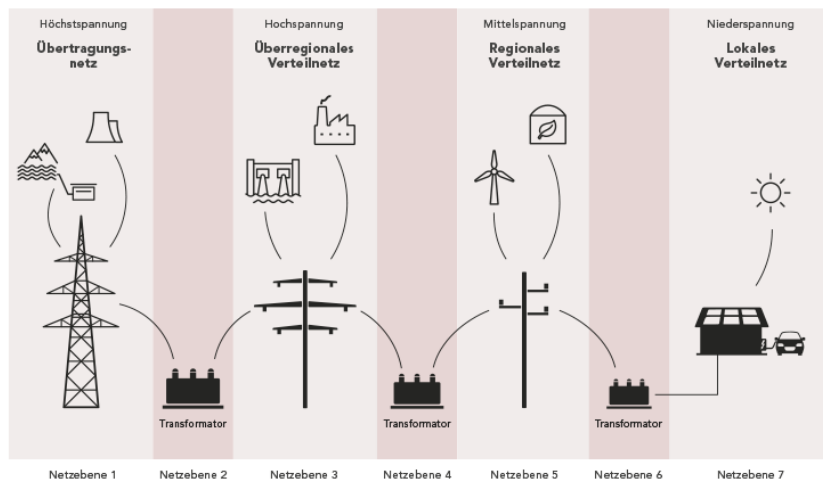 Höchstspannung
Übertragungs-
netz
Hochspannung
Überregionales
Verteilnetz
Mittelspannung
Regionales
Verteilnetz
Niederspannung
Lokales
Verteilnetz
Transformator
Transformator
Transformator
Netzebene 1
Netzebene 2
Netzebene 3
Netzebene 4
Netzebene 5
Netzebene 6
Netzebene 7